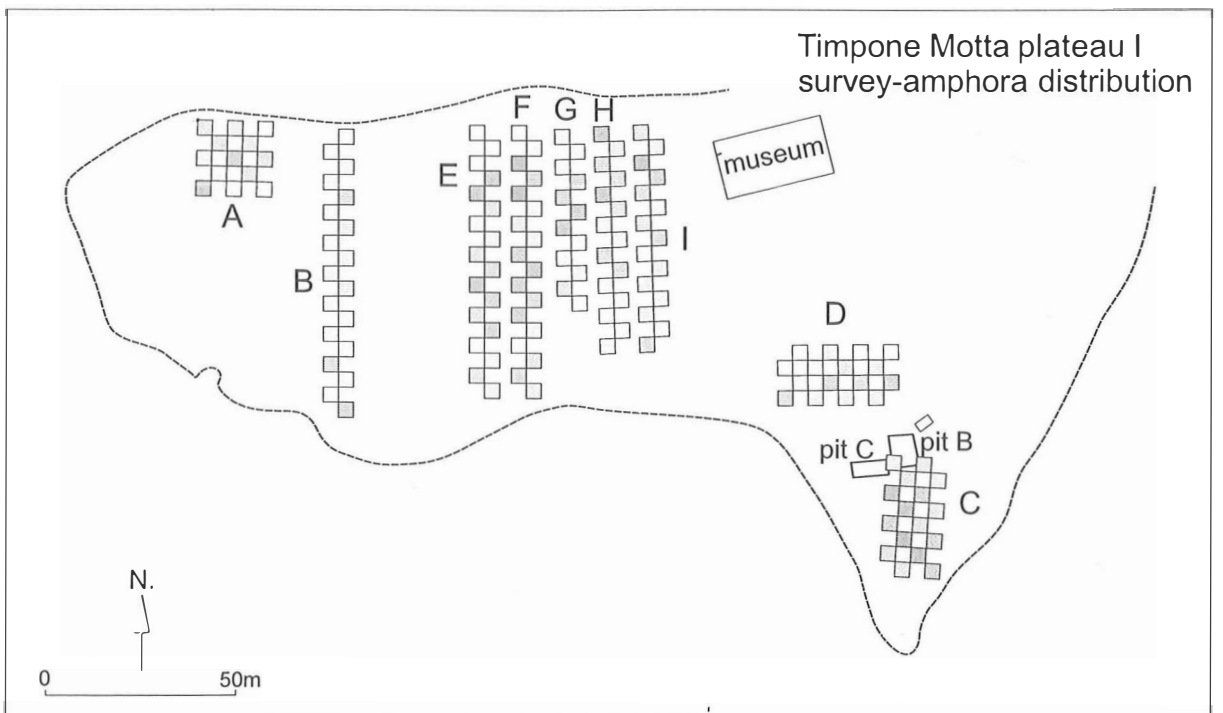 Timpone Motta plateau I
survey-amphora distribution
F
G
H
museum
E
A
I
B
D
pit C
pit B
C
N.
0
50m